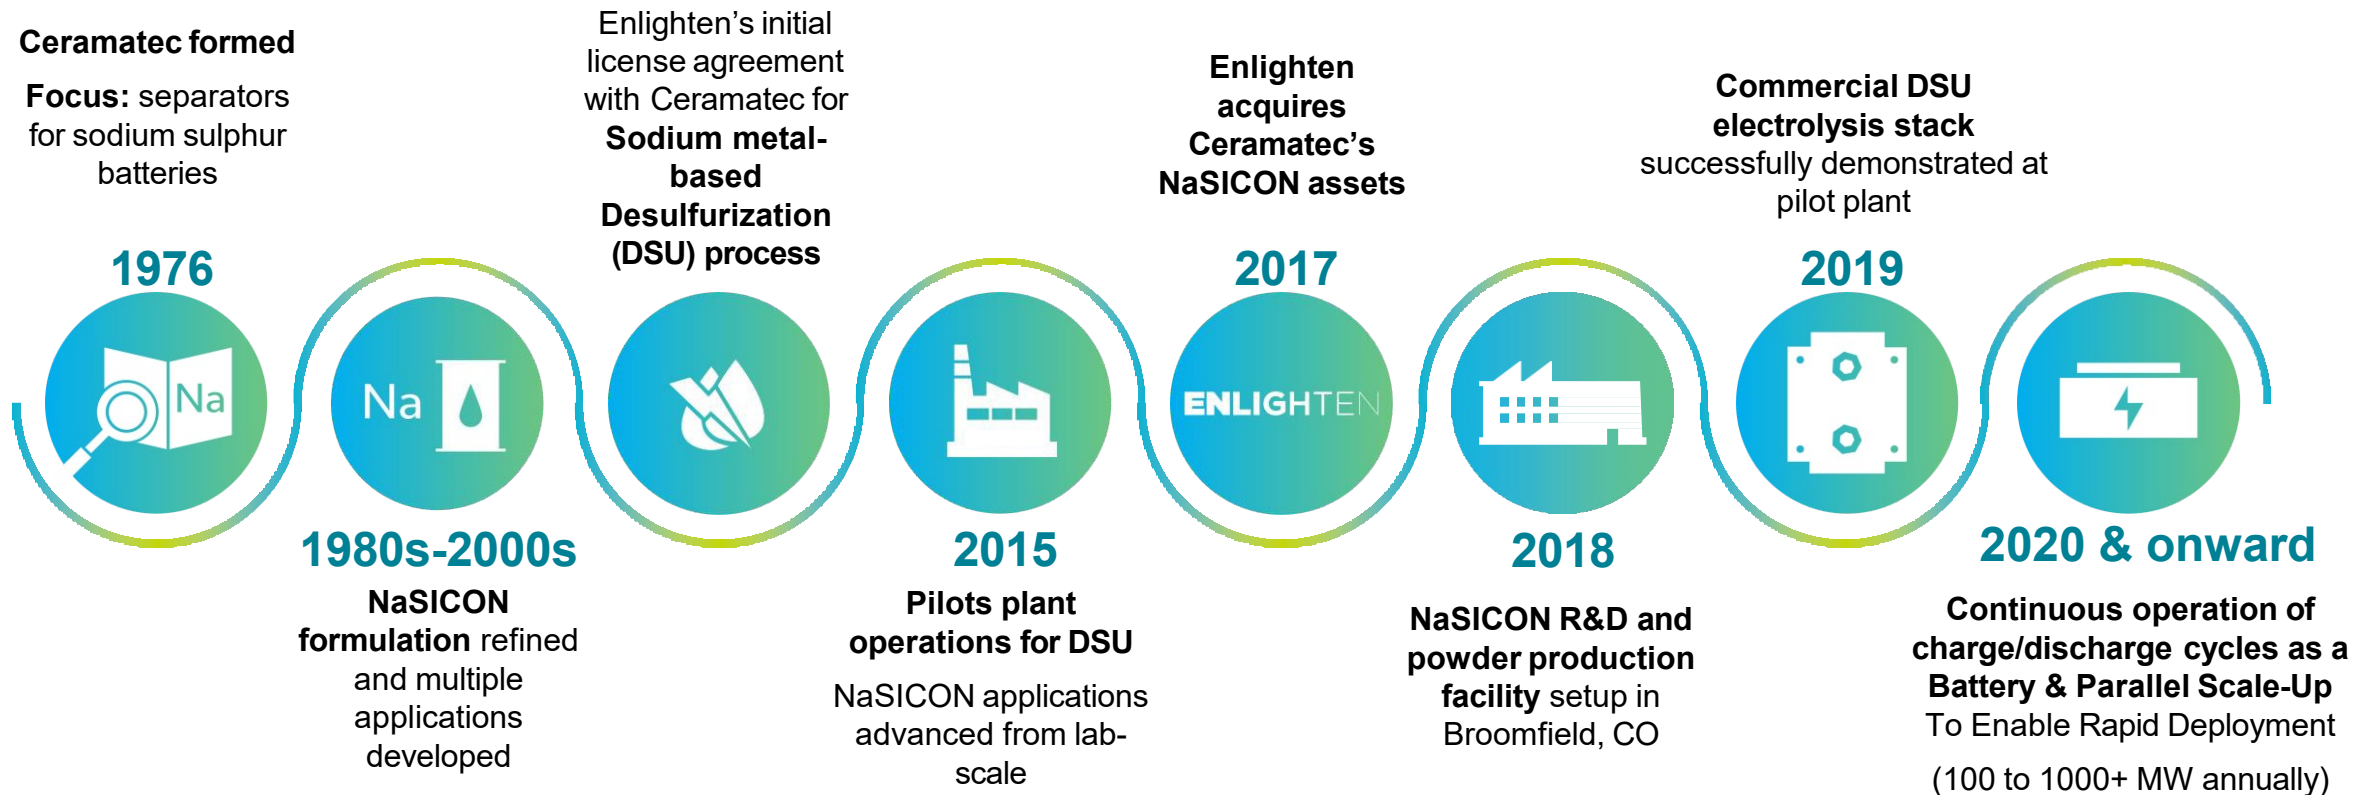 Ceramatec formed
Focus: separators
for sodium sulphur
batteries
1976
Na
Na
1980s-2000s
NaSICON
formulation refined
and multiple
applications
developed
Enlighten’s initial
license agreement
with Ceramatec for
Sodium metal-
based
Desulfurization
(DSU) process
2015
Pilots plant
operations for DSU
NaSICON applications
advanced from lab-
scale
Enlighten
acquires
Ceramatec’s
NaSICON assets
2017
ENLIGHTEN
2018
NaSICON R&D and
powder production
facility setup in
Broomfield, CO
Commercial DSU
electrolysis stack
successfully demonstrated at
pilot plant
2019
2020 & onward
Continuous operation of
charge/discharge cycles as a
Battery & Parallel Scale-Up
To Enable Rapid Deployment
(100 to 1000+ MW annually)